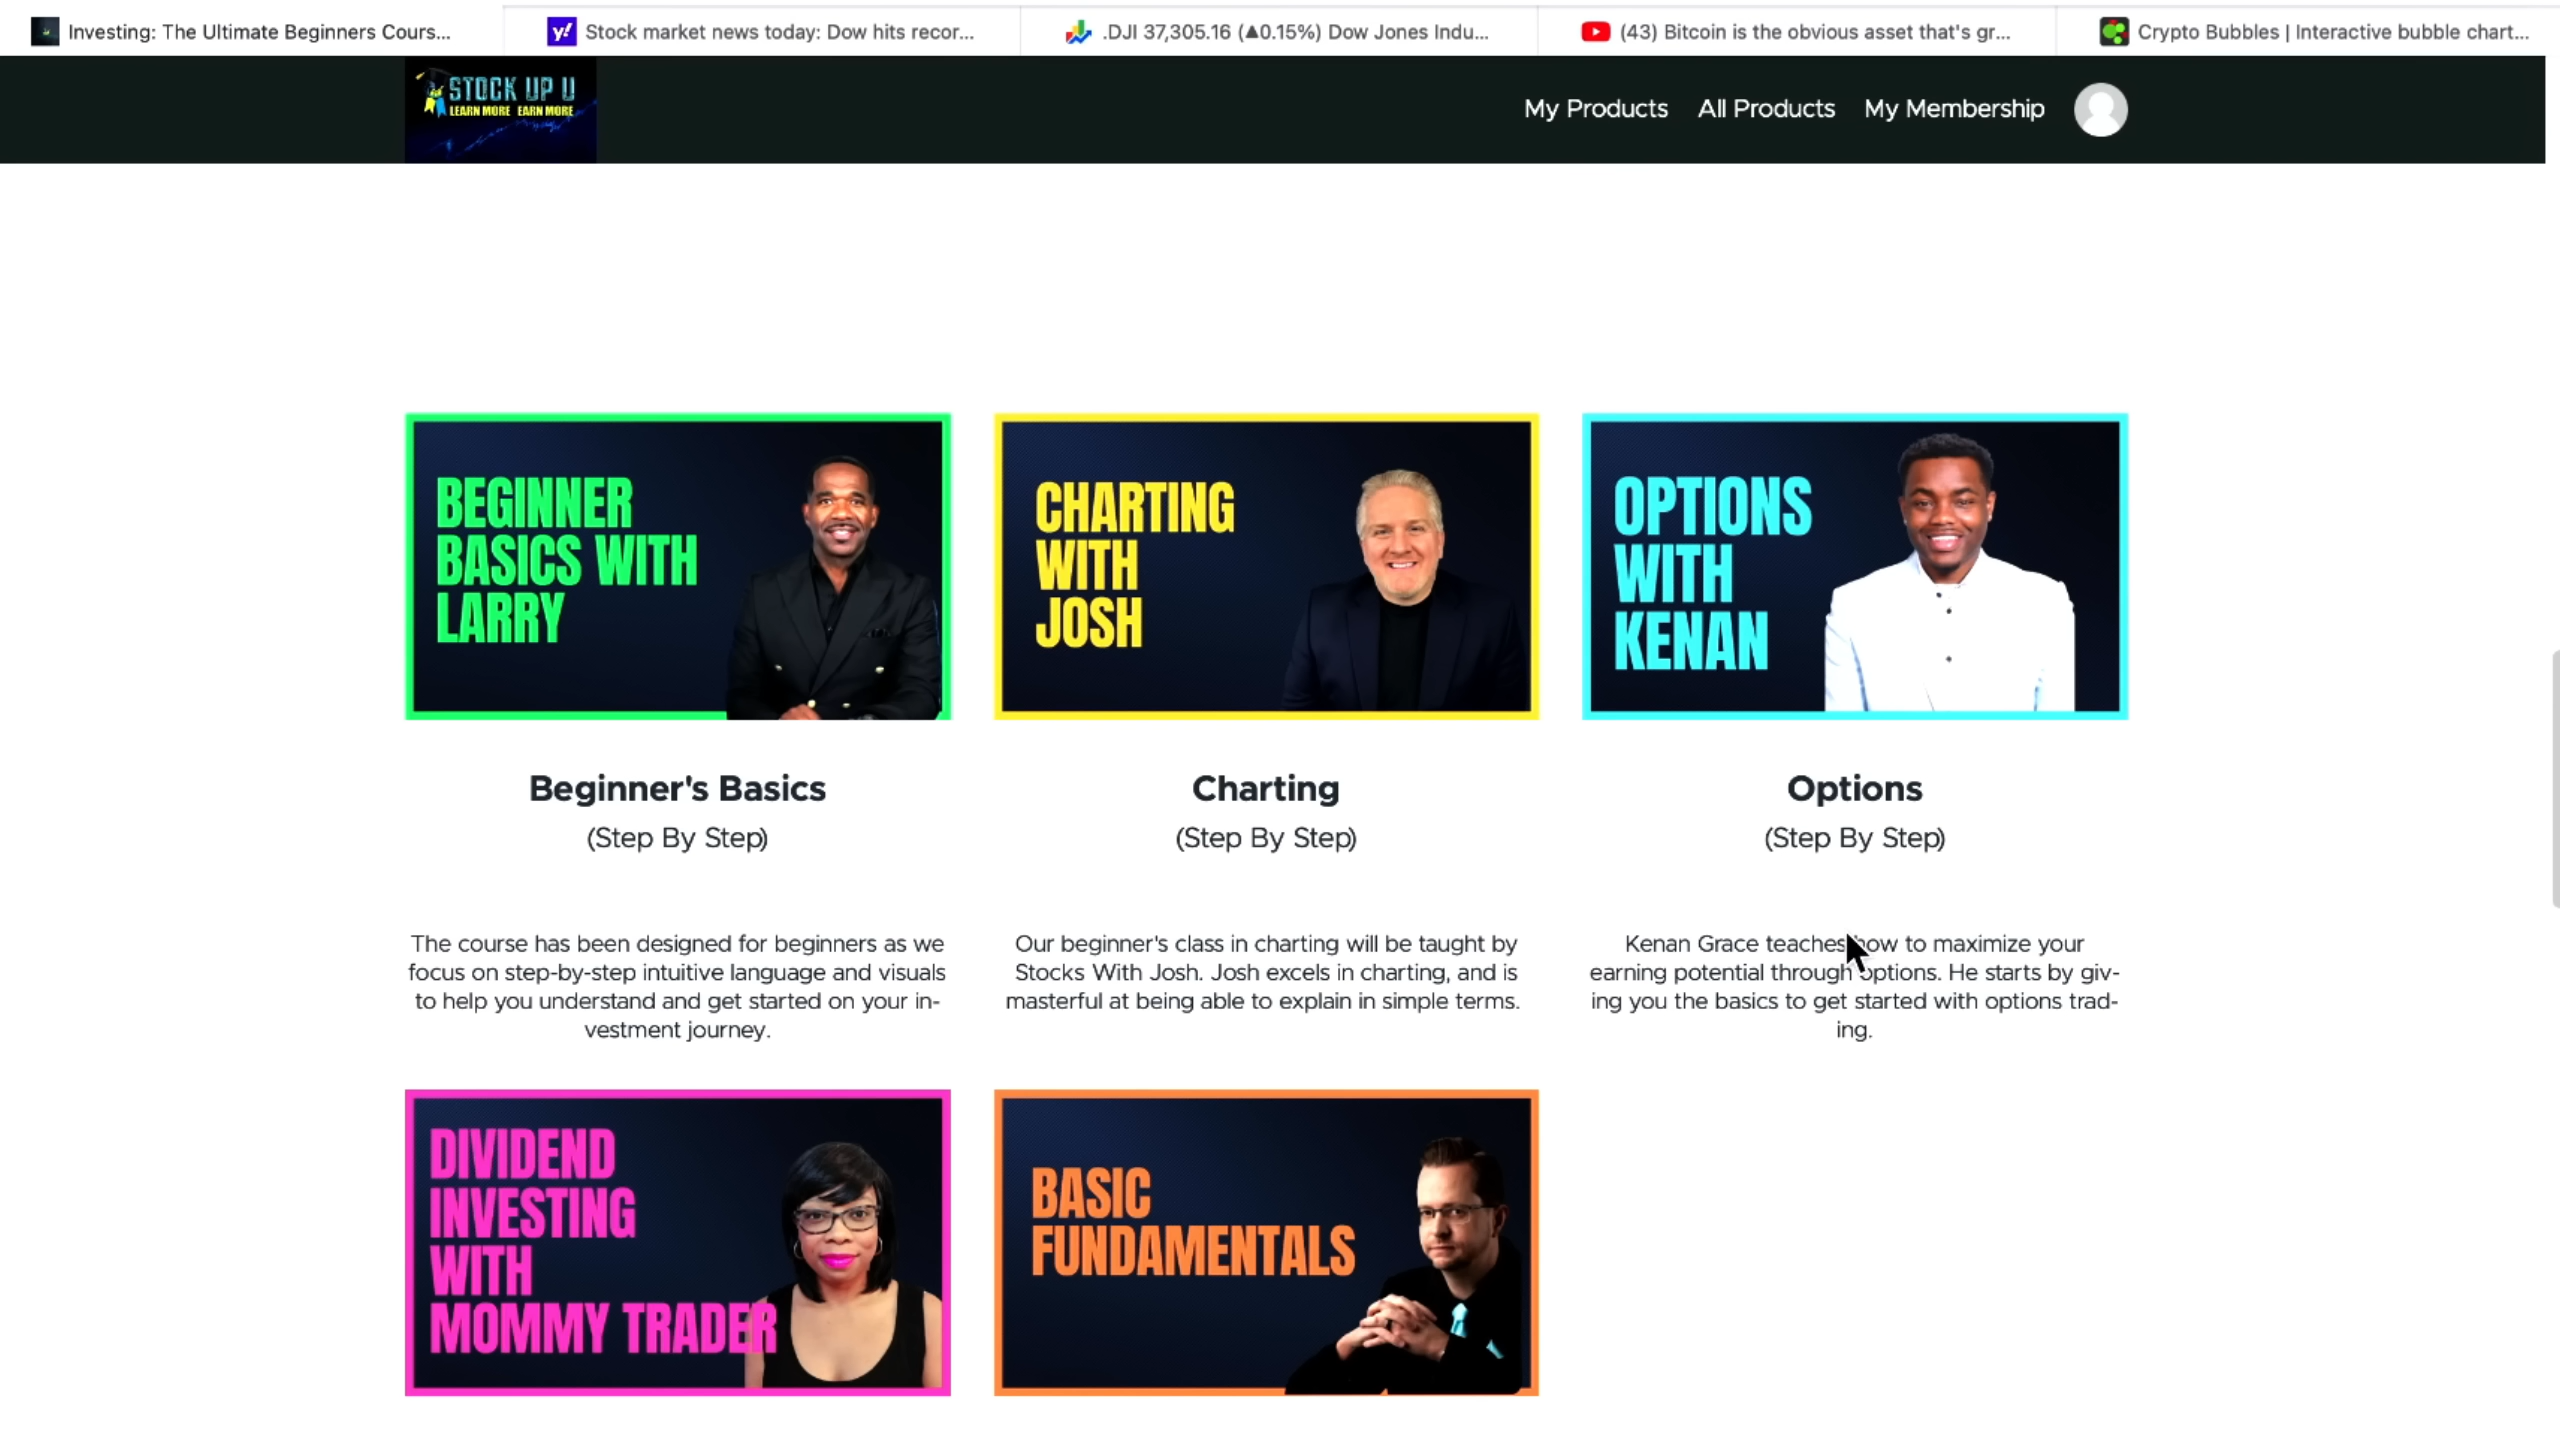 Investing: The Ultimate Beginners Cours...
Stock market news today: Dow hits recor...
.DJI 37,305.16 (▲0.15%) Dow Jones Indu...
(43) Bitcoin is the obvious asset that's gr...
Crypto Bubbles | Interactive bubble chart...
STOCK UP U
LEARN MORE EARN MORE
My Products
All Products
My Membership
BEGINNER
BASICS WITH
LARRY
CHARTING
WITH
JOSH
OPTIONS
WITH
KENAN
Beginner's Basics
(Step By Step)
The course has been designed for beginners as we
focus on step-by-step intuitive language and visuals
to help you understand and get started on your in-
vestment journey.
Charting
(Step By Step)
Our beginner's class in charting will be taught by
Stocks With Josh. Josh excels in charting, and is
masterful at being able to explain in simple terms.
Options
(Step By Step)
Kenan Grace teaches how to maximize your
earning potential through options. He starts by giv-
ing you the basics to get started with options trad-
ing.
DIVIDEND
INVESTING
WITH
MOMMY TRADER
BASIC
FUNDAMENTALS